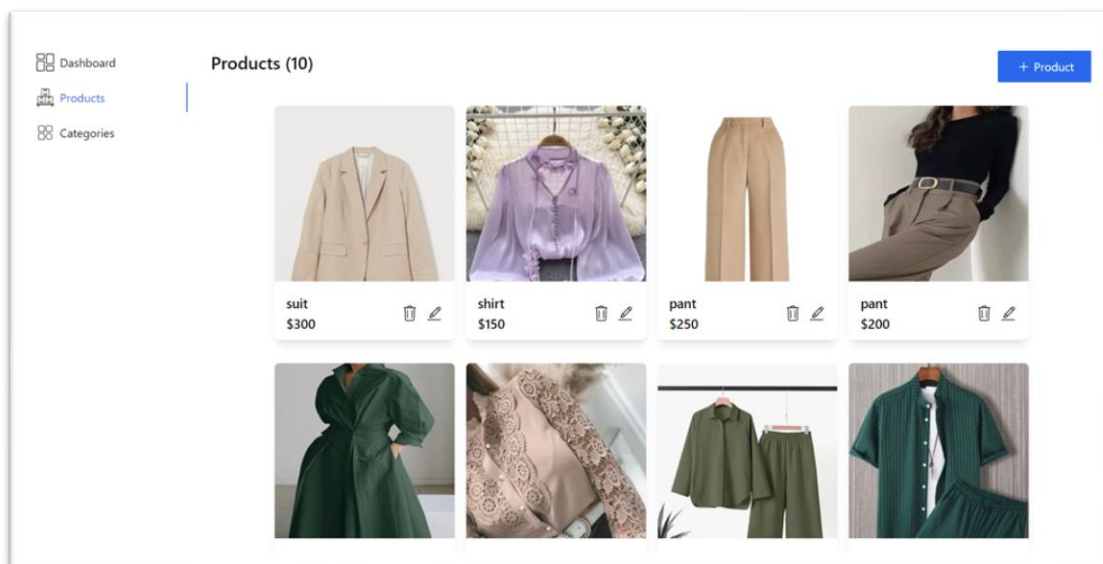 Dashboard
Products
Categories
Products (10)
+ Product
suit
$300
shirt
$150
pant
$250
pant
$200